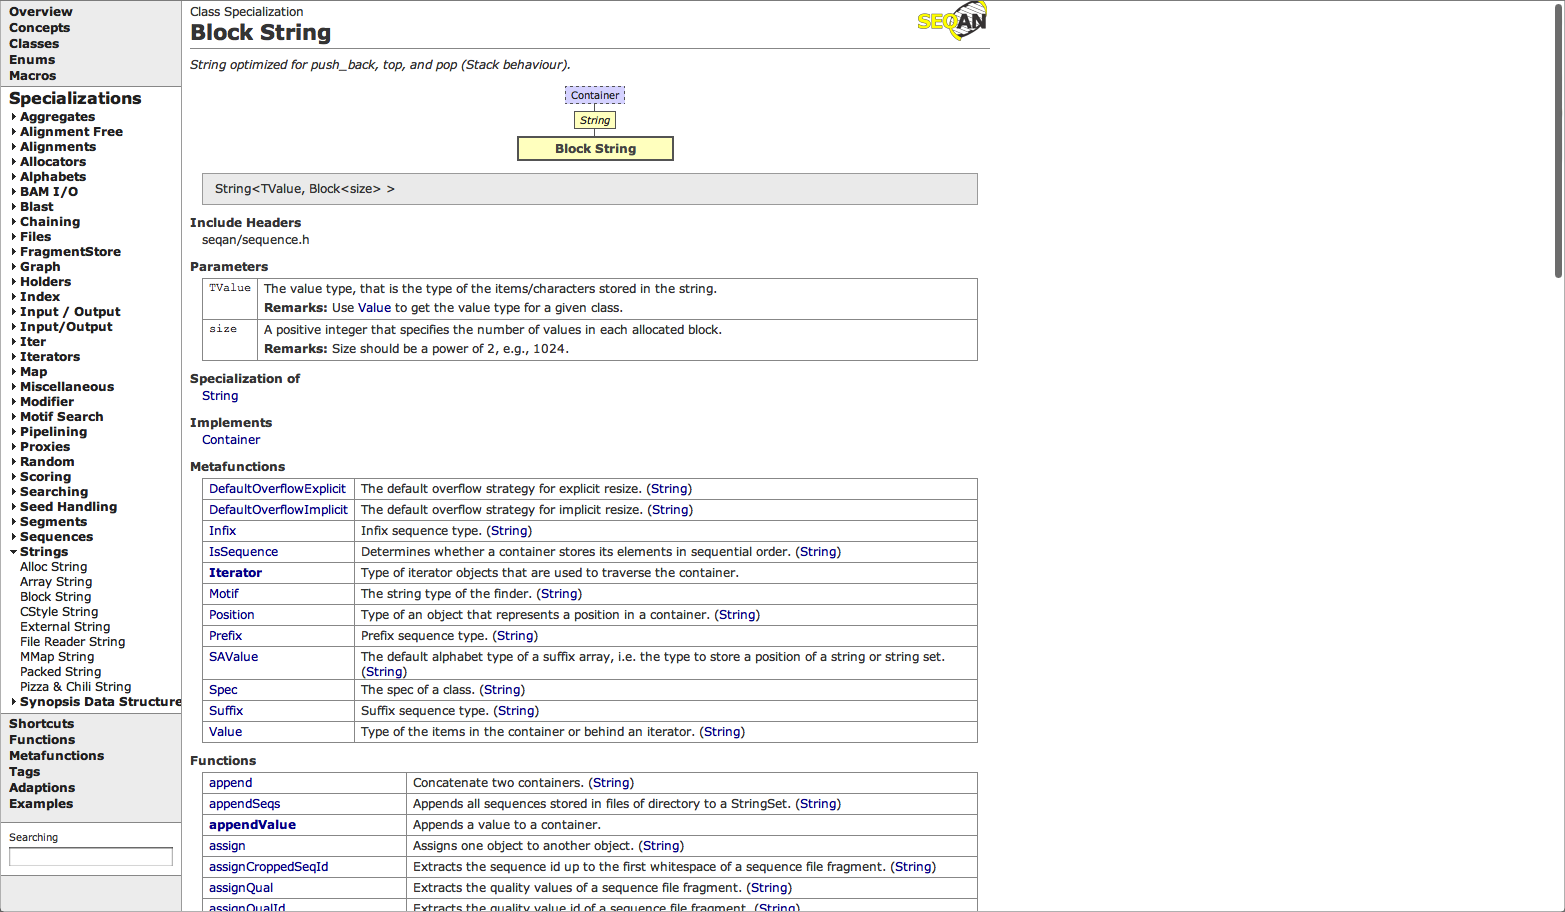 Overview
Concepts
Classes
Enums
Macros
Specializations
Aggregates
Alignment Free
Alignments
Allocators
Alphabets
BAM I/O
Blast
Chaining
Files
FragmentStore
Graph
Holders
Index
Input / Output
Input/Output
Iter
Iterators
Map
Miscellaneous
Modifier
Motif Search
Pipelining
Proxies
Random
Scoring
Searching
Seed Handling
Segments
Sequences
Strings
Alloc String
Array String
Block String
CStyle String
External String
File Reader String
MMap String
Packed String
Pizza & Chili String
Synopsis Data Structure
Shortcuts
Functions
Metafunctions
Tags
Adaptions
Examples
Searching
Class Specialization
Block String
SEQAN
String optimized for push_back, top, and pop (Stack behaviour).
Container
String
Block String
String<TValue, Block<size> >
Include Headers
seqan/sequence.h
Parameters
TValue The value type, that is the type of the items/characters stored in the string.
Remarks: Use Value to get the value type for a given class.
size A positive integer that specifies the number of values in each allocated block.
Remarks: Size should be a power of 2, e.g., 1024.
Specialization of
String
Implements
Container
Metafunctions
DefaultOverflowExplicit The default overflow strategy for explicit resize. (String)
DefaultOverflowImplicit The default overflow strategy for implicit resize. (String)
Infix Infix sequence type. (String)
IsSequence Determines whether a container stores its elements in sequential order. (String)
Iterator Type of iterator objects that are used to traverse the container.
Motif The string type of the finder. (String)
Position Type of an object that represents a position in a container. (String)
Prefix Prefix sequence type. (String)
SAValue The default alphabet type of a suffix array, i.e. the type to store a position of a string or string set.
(String)
Spec The spec of a class. (String)
Suffix Suffix sequence type. (String)
Value Type of the items in the container or behind an iterator. (String)
Functions
append Concatenate two containers. (String)
appendSeqs Appends all sequences stored in files of directory to a StringSet. (String)
appendValue Appends a value to a container.
assign Assigns one object to another object. (String)
assignCroppedSeqId Extracts the sequence id up to the first whitespace of a sequence file fragment. (String)
assignQual Extracts the quality values of a sequence file fragment. (String)
assignQualId Extracts the quality value id of a sequence file fragment. (String)